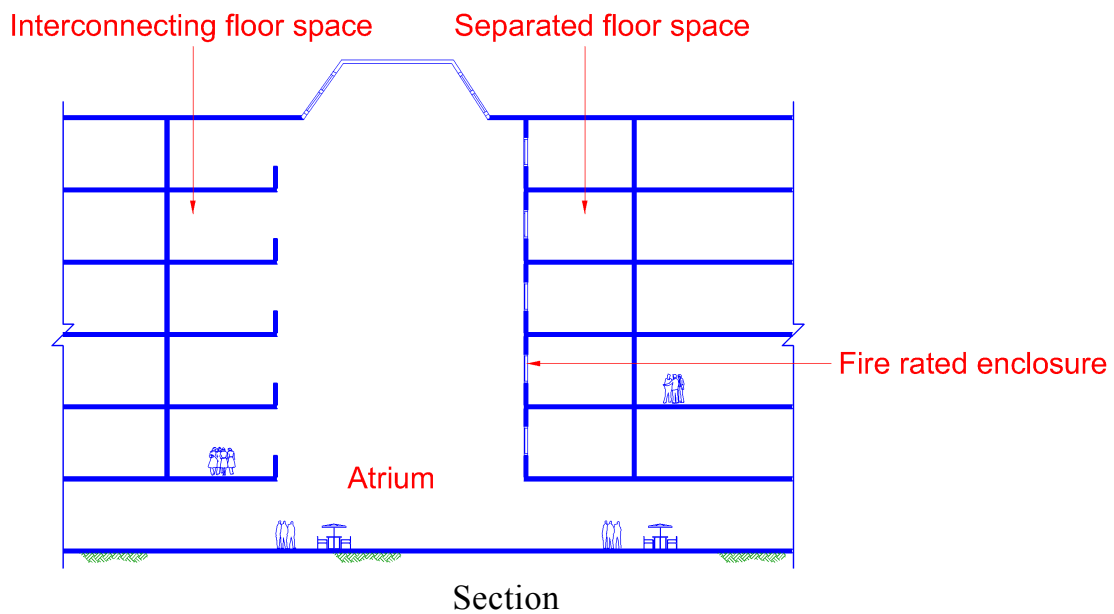 Interconnecting floor space
Separated floor space
Fire rated enclosure
Atrium
Section